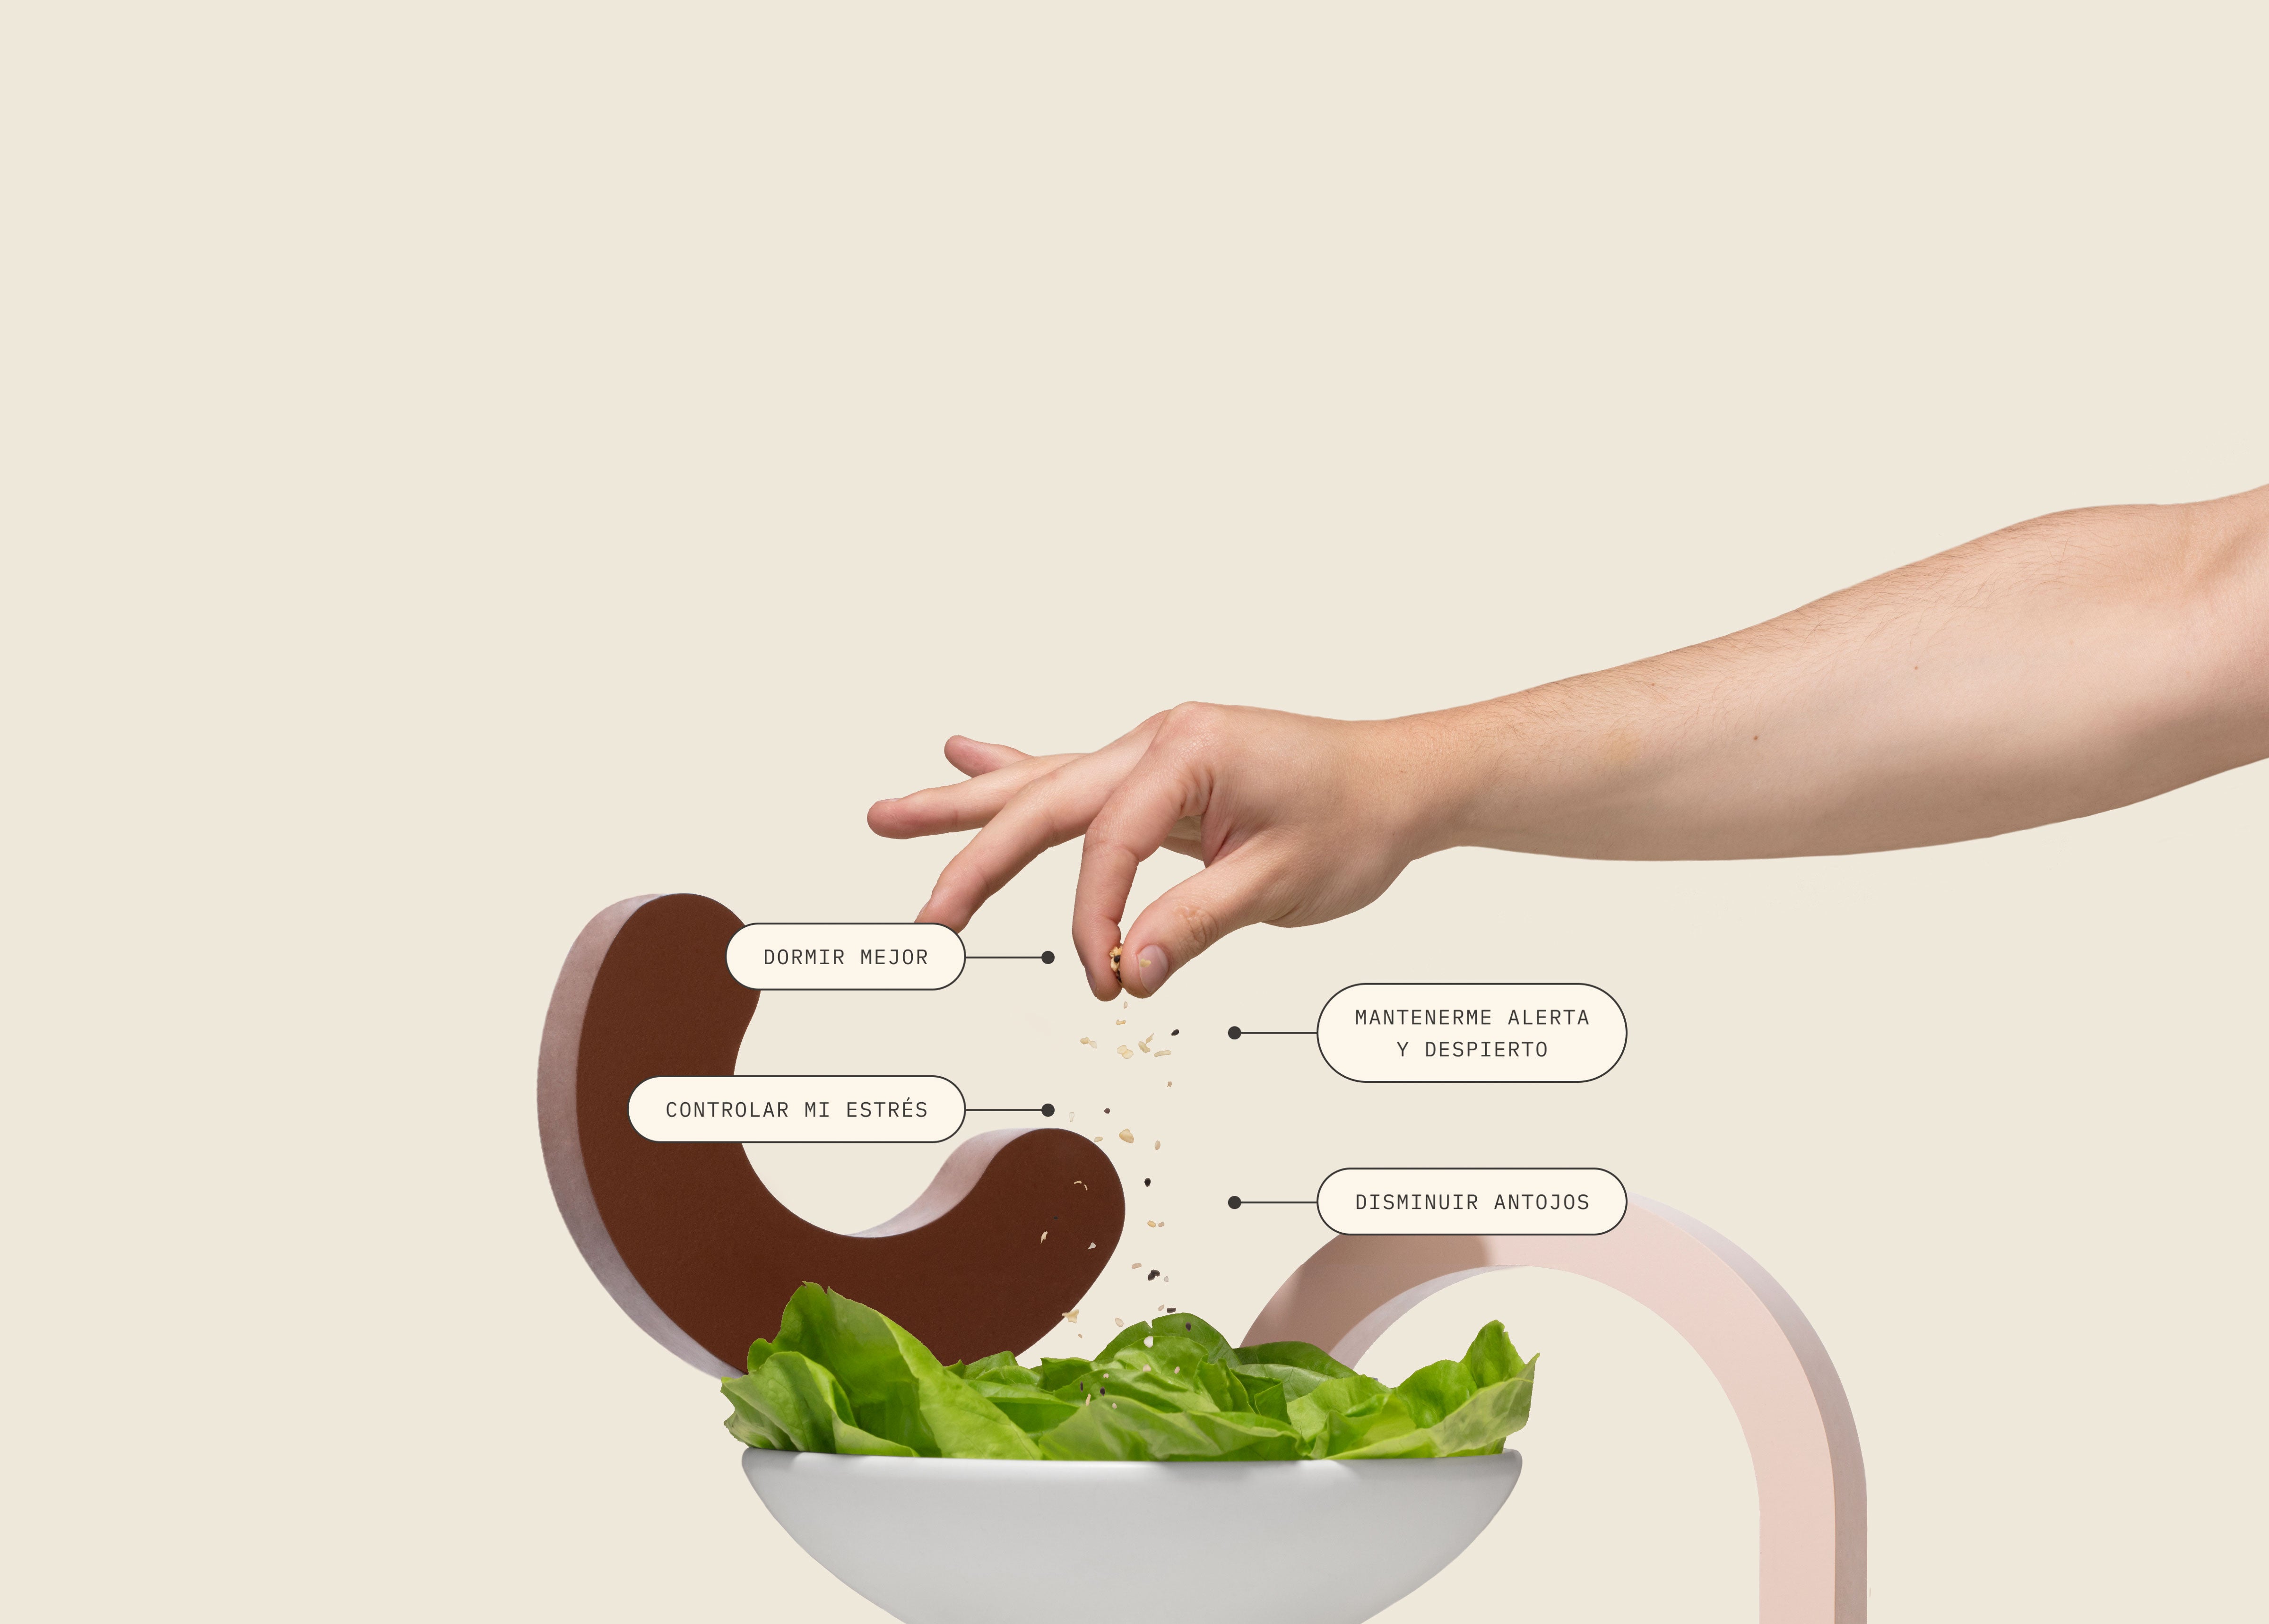 DORMIR MEJOR
MANTENERME ALERTA
Y DESPIERTO
CONTROLAR MI ESTRÉS
DISMINUIR ANTOJOS